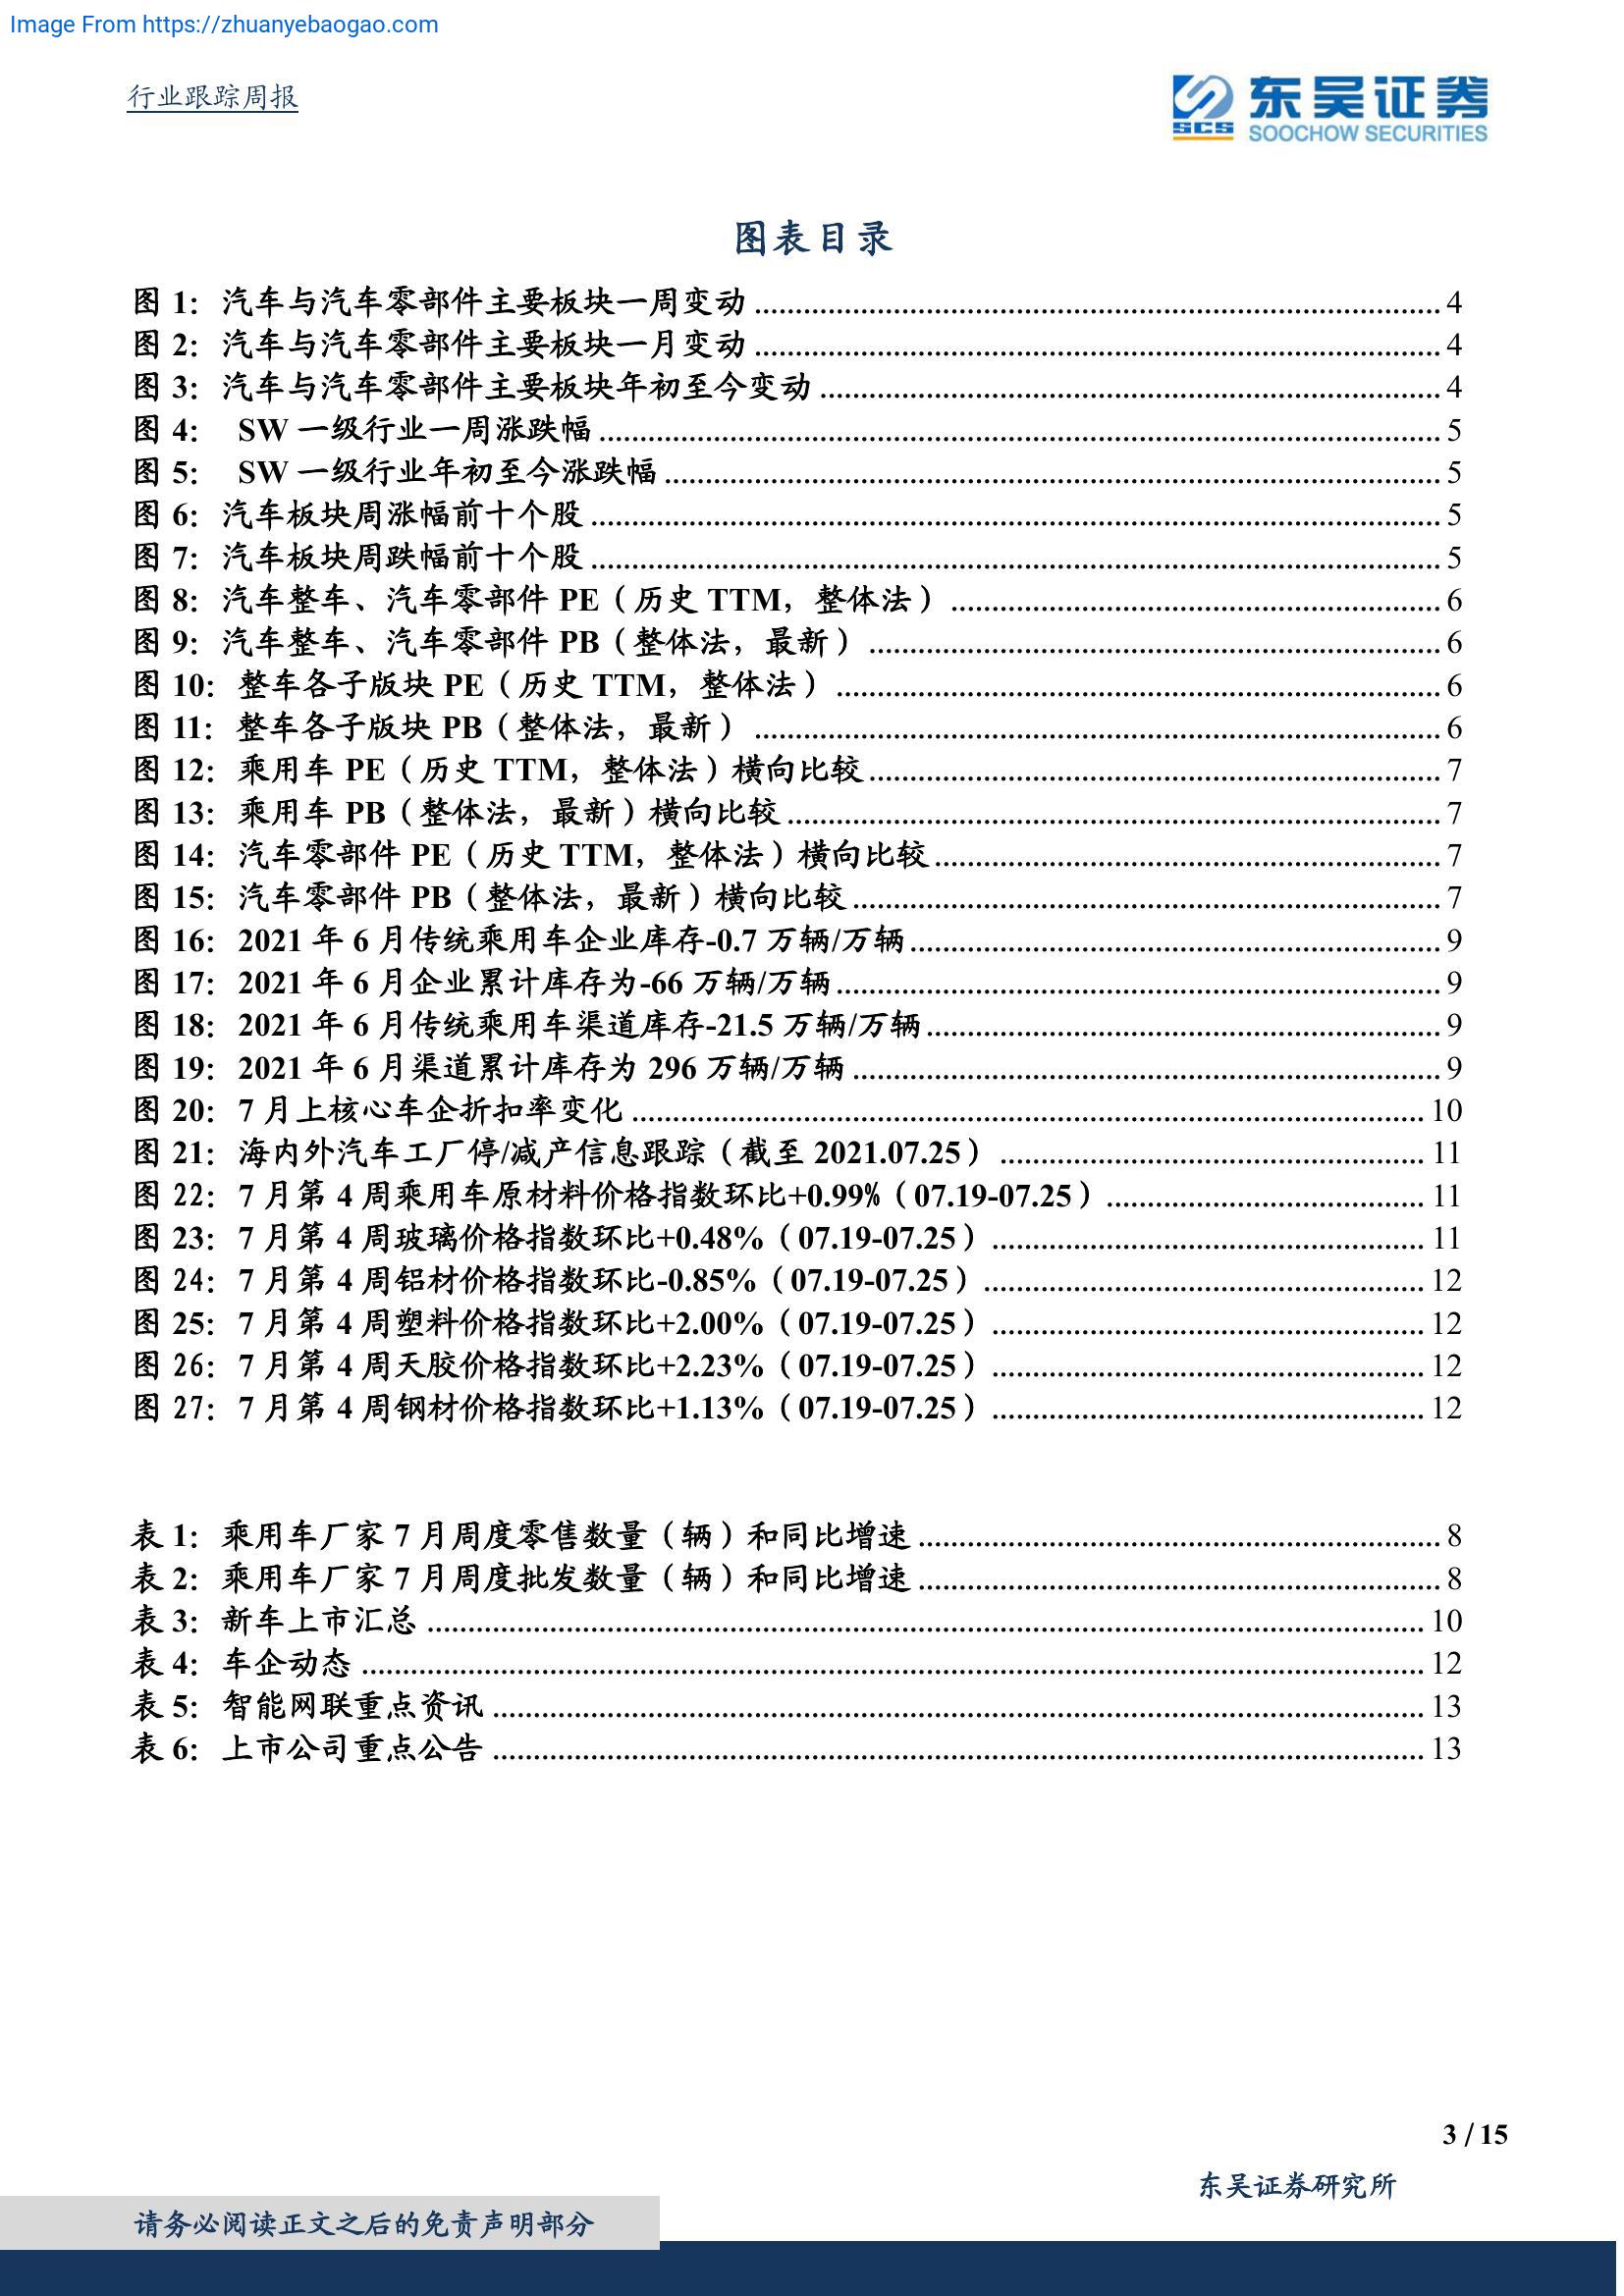 Image From https://zhuanyebaogao.com
行业跟踪周报
东吴证券
SCS
SOOCHOW SECURITIES
图表目录
图 1： 汽车与汽车零部件主要板块一周变动 ........ 4
图 2： 汽车与汽车零部件主要板块一月变动 ........ 4
图 3： 汽车与汽车零部件主要板块年初至今变动 ........ 4
图 4： SW 一级行业一周涨跌幅 ........ 5
图 5： SW 一级行业年初至今涨跌幅 ........ 5
图 6： 汽车板块周涨幅前十个股 ........ 5
图 7： 汽车板块周跌幅前十个股 ........ 5
图 8： 汽车整车、汽车零部件 PE（历史 TTM，整体法） ........ 6
图 9： 汽车整车、汽车零部件 PB（整体法，最新） ........ 6
图 10： 整车各子版块 PE（历史 TTM，整体法） ........ 6
图 11： 整车各子版块 PB（整体法，最新） ........ 6
图 12： 乘用车 PE（历史 TTM，整体法）横向比较 ........ 7
图 13： 乘用车 PB（整体法，最新）横向比较 ........ 7
图 14： 汽车零部件 PE（历史 TTM，整体法）横向比较 ........ 7
图 15： 汽车零部件 PB（整体法，最新）横向比较 ........ 7
图 16： 2021 年 6 月传统乘用车企业库存-0.7 万辆/万辆 ........ 9
图 17： 2021 年 6 月企业累计库存为-66 万辆/万辆 ........ 9
图 18： 2021 年 6 月传统乘用车渠道库存-21.5 万辆/万辆 ........ 9
图 19： 2021 年 6 月渠道累计库存为 296 万辆/万辆 ........ 9
图 20： 7 月上核心车企折扣率变化 ........ 10
图 21： 海内外汽车工厂停/减产信息跟踪（截至 2021.07.25） ........ 11
图 22： 7 月第 4 周乘用车原材料价格指数环比+0.99%（07.19-07.25） ........ 11
图 23： 7 月第 4 周玻璃价格指数环比+0.48%（07.19-07.25） ........ 11
图 24： 7 月第 4 周铝材价格指数环比-0.85%（07.19-07.25） ........ 12
图 25： 7 月第 4 周塑料价格指数环比+2.00%（07.19-07.25） ........ 12
图 26： 7 月第 4 周天胶价格指数环比+2.23%（07.19-07.25） ........ 12
图 27： 7 月第 4 周钢材价格指数环比+1.13%（07.19-07.25） ........ 12
表 1： 乘用车厂家 7 月周度零售数量（辆）和同比增速 ........ 8
表 2： 乘用车厂家 7 月周度批发数量（辆）和同比增速 ........ 8
表 3： 新车上市汇总 ........ 10
表 4： 车企动态 ........ 12
表 5： 智能网联重点资讯 ........ 13
表 6： 上市公司重点公告 ........ 13
3 / 15
东吴证券研究所
请务必阅读正文之后的免责声明部分